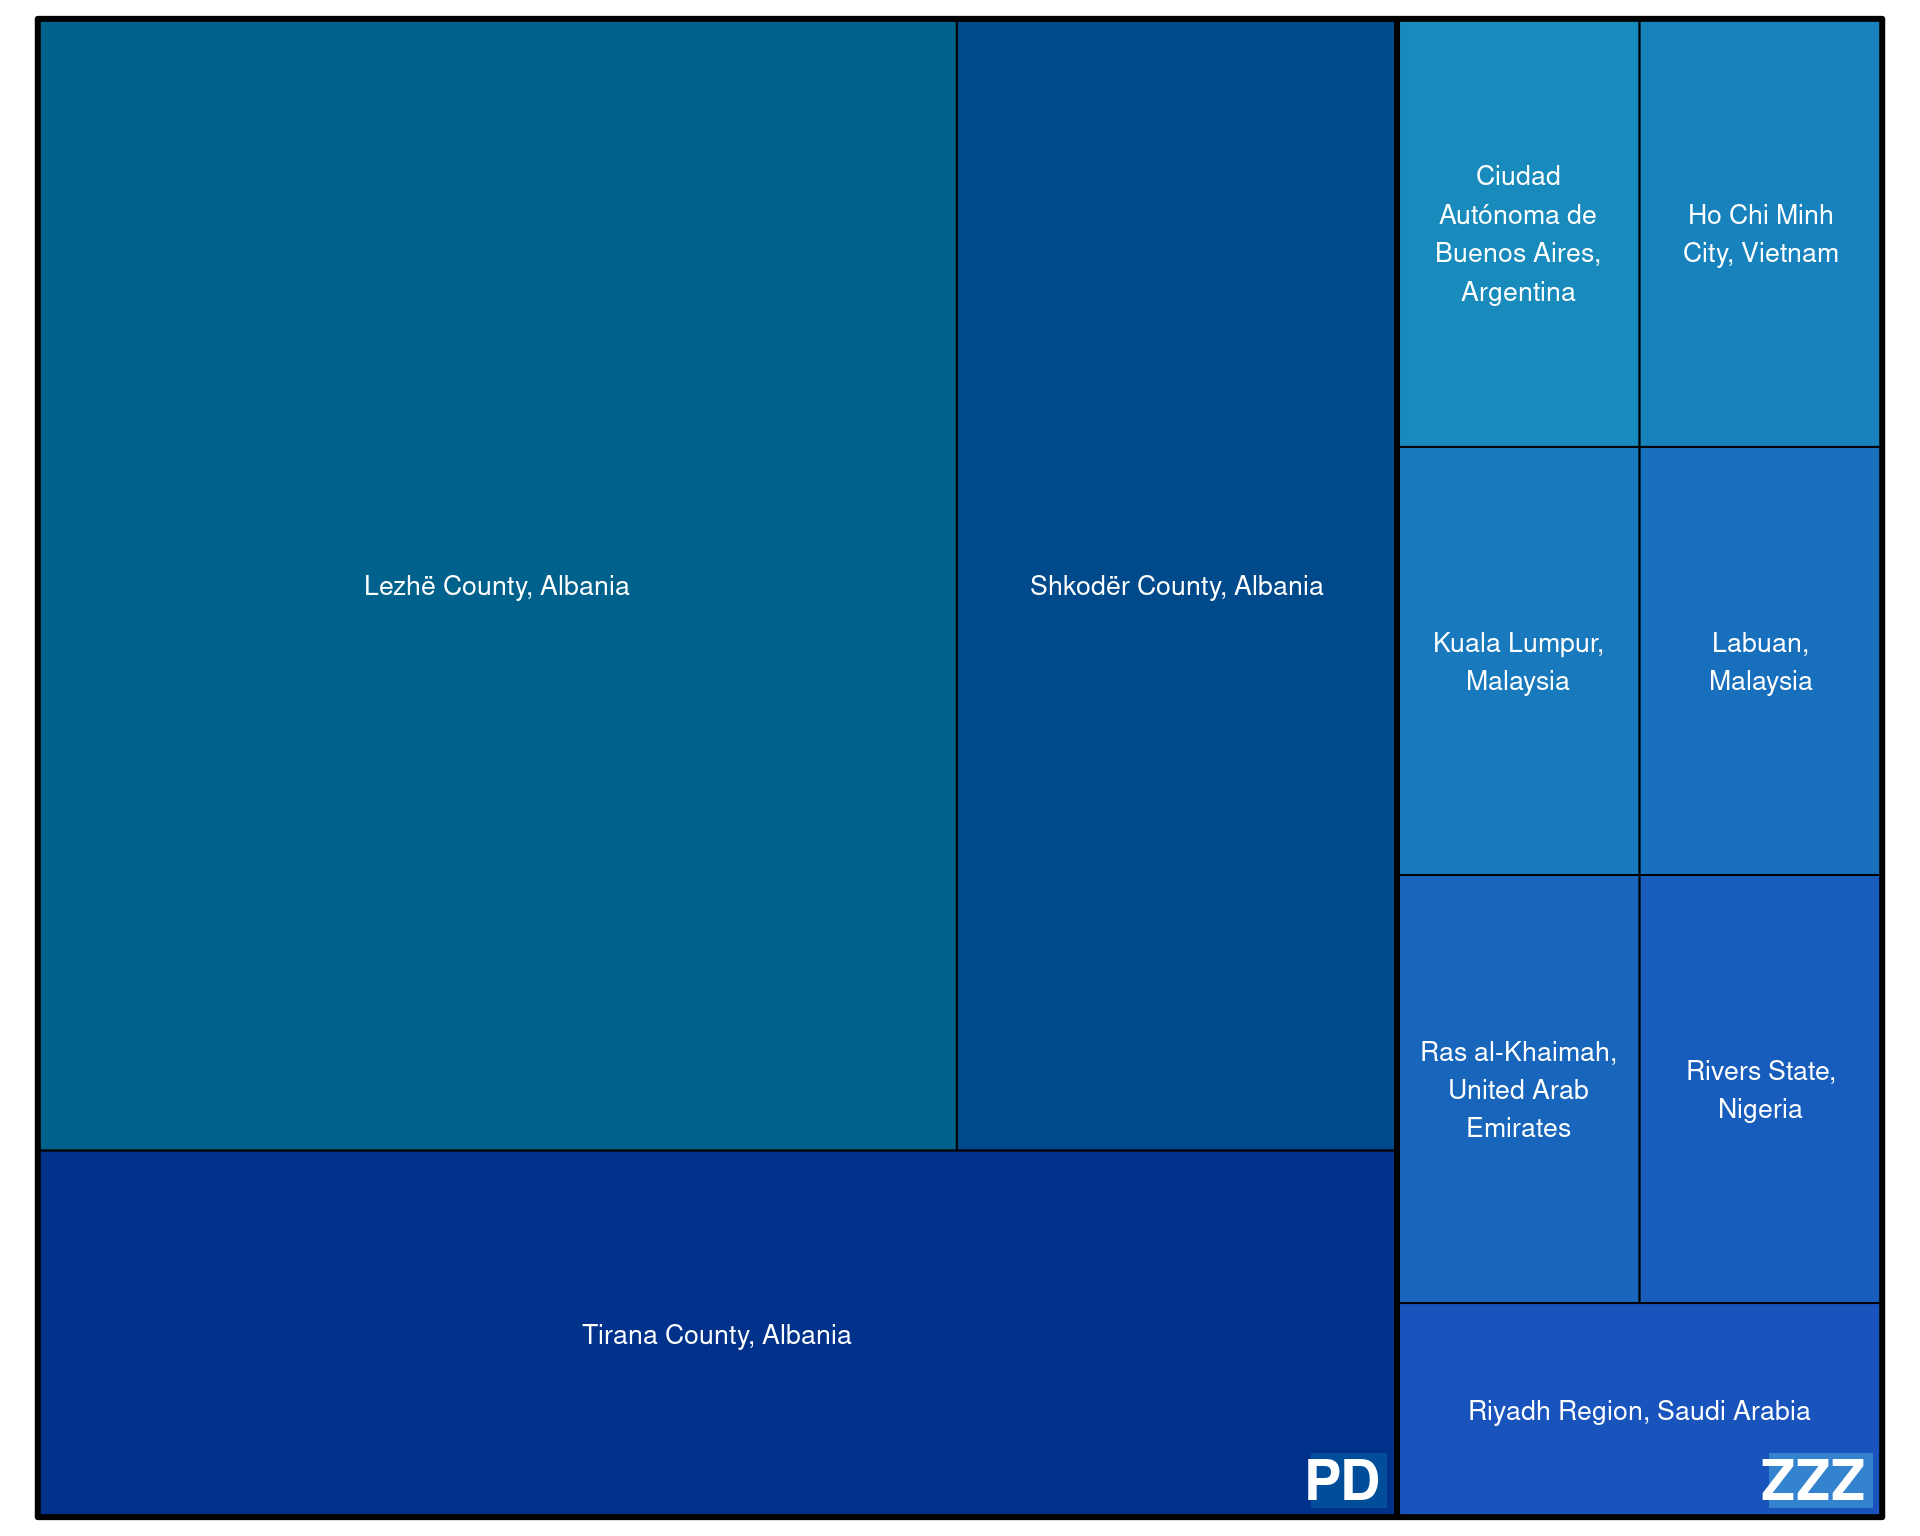 Lezhë County, Albania
Shkodër County, Albania
Tirana County, Albania
PD
Ciudad
Autónoma de
Buenos Aires,
Argentina
Ho Chi Minh
City, Vietnam
Kuala Lumpur,
Malaysia
Labuan,
Malaysia
Ras al-Khaimah,
United Arab
Emirates
Rivers State,
Nigeria
Riyadh Region, Saudi Arabia
ZZZ